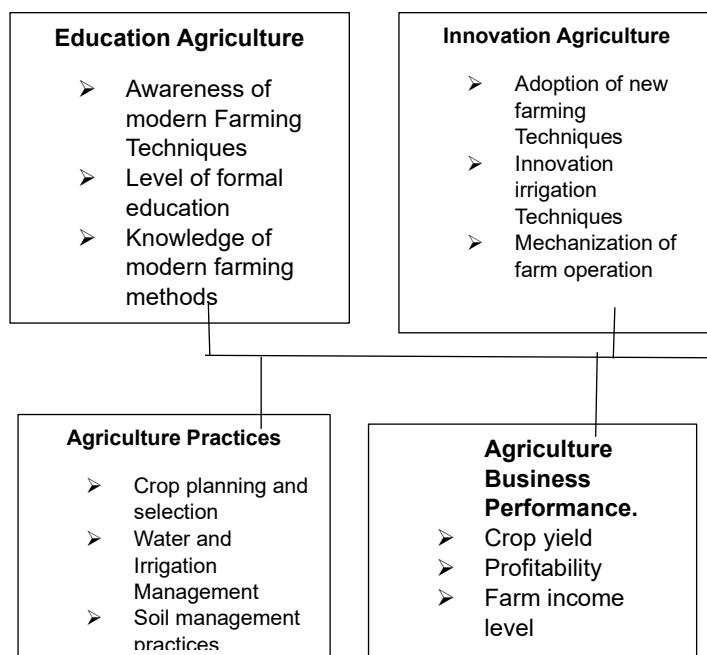 Education Agriculture
➢ Awareness of
modern Farming
Techniques
➢ Level of formal
education
➢ Knowledge of
modern farming
methods
Innovation Agriculture
➢ Adoption of new
farming
Techniques
➢ Innovation
irrigation
Techniques
➢ Mechanization of
farm operation
Agriculture Practices
➢ Crop planning and
selection
➢ Water and
Irrigation
Management
➢ Soil management
practices
Agriculture
Business
Performance.
➢ Crop yield
➢ Profitability
➢ Farm income
level